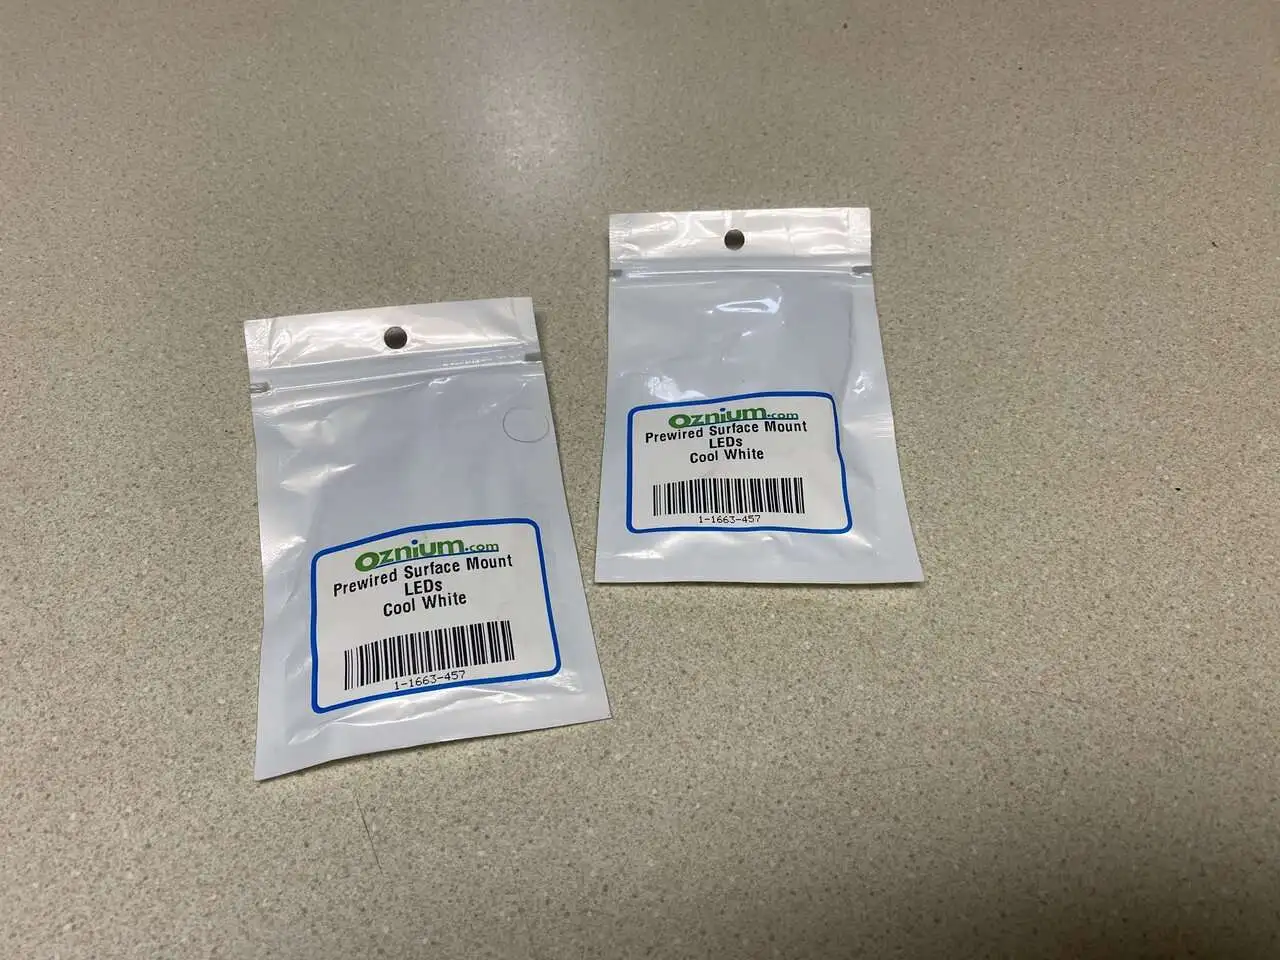 Oznium.com
Prewired Surface Mount
LEDs
Cool White
1-1663-457
Oznium.com
Prewired Surface Mount
LEDs
Cool White
1-1663-457